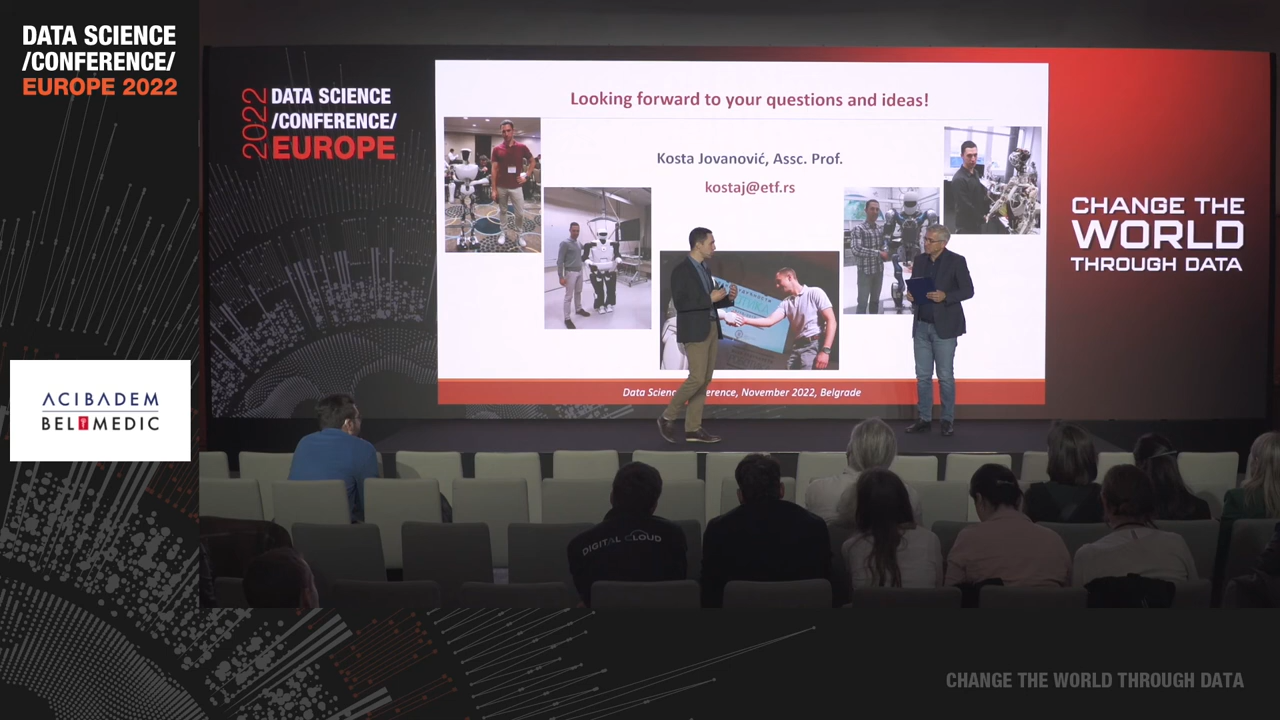 DATA SCIENCE
/CONFERENCE/
EUROPE 2022
2022
DATA SCIENCE
/CONFERENCE/
EUROPE
Looking forward to your questions and ideas!
Kosta Jovanović, Assc. Prof.
kostaj@etf.rs
Data Science erence, November 2022, Belgrade
CHANGE THE
WORLD
THROUGH DATA
ACIBADEM
BELMEDIC
DIGITAL CLOUD
CHANGE THE WORLD THROUGH DATA